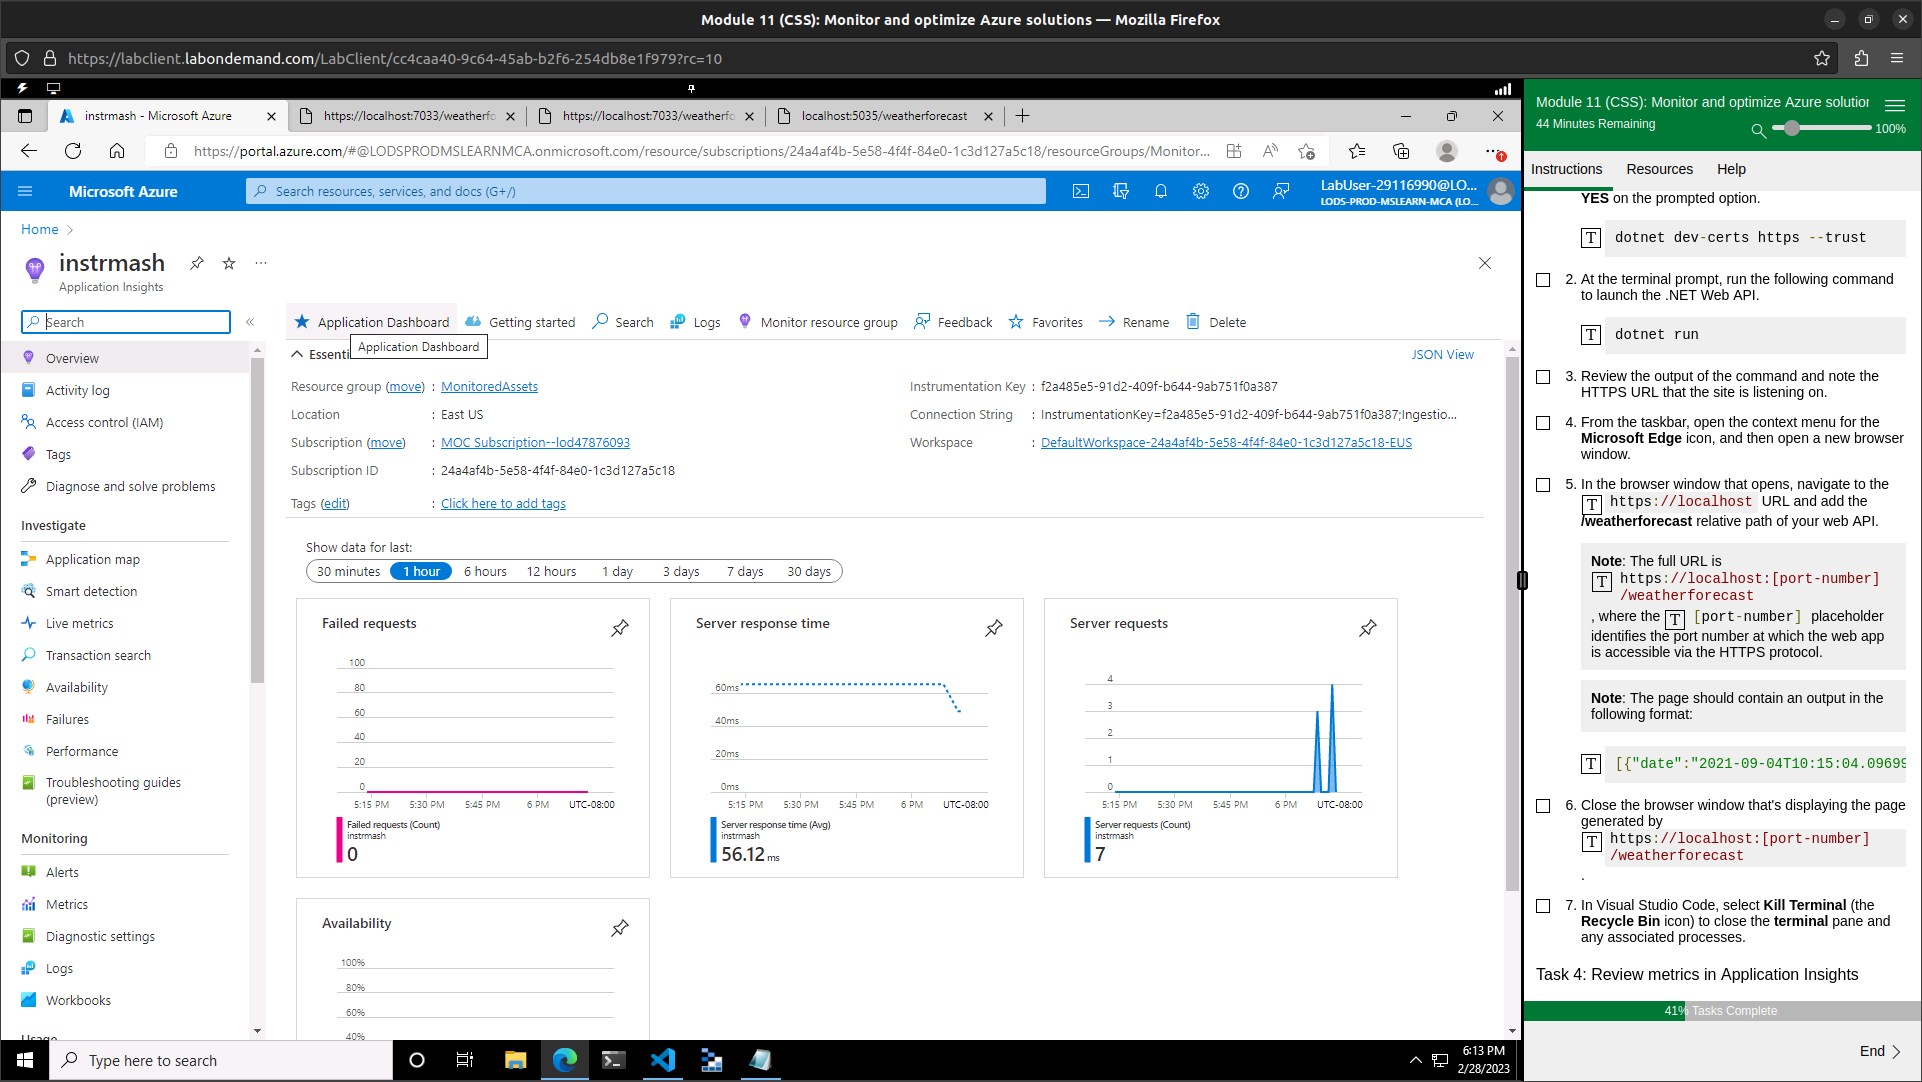 Module 11 (CSS): Monitor and optimize Azure solutions — Mozilla Firefox
https://labclient.labondemand.com/LabClient/cc4caa40-9c64-45ab-b2f6-254db8e1f979?rc=10
instrmash - Microsoft Azure
https://localhost:7033/weatherfo
https://localhost:7033/weatherfo
localhost:5035/weatherforecast
https://portal.azure.com/#@LODSPRODMSLEARNMCA.onmicrosoft.com/resource/subscriptions/24a4af4b-5e58-4f4f-84e0-1c3d127a5c18/resourceGroups/Monitor...
Microsoft Azure
Search resources, services, and docs (G+/)
LabUser-29116990@LO...
LODS-PROD-MSLEARN-MCA (LO...
Home
instrmash
Application Insights
Search
Overview
Activity log
Access control (IAM)
Tags
Diagnose and solve problems
Investigate
Application map
Smart detection
Live metrics
Transaction search
Availability
Failures
Performance
Troubleshooting guides
(preview)
Monitoring
Alerts
Metrics
Diagnostic settings
Logs
Workbooks
Usage
Application Dashboard
Getting started
Search
Logs
Monitor resource group
Feedback
Favorites
Rename
Delete
Application Dashboard
Essenti
JSON View
Resource group (move) : MonitoredAssets
Location : East US
Subscription (move) : MOC Subscription--lod47876093
Subscription ID : 24a4af4b-5e58-4f4f-84e0-1c3d127a5c18
Tags (edit) : Click here to add tags
Instrumentation Key : f2a485e5-91d2-409f-b644-9ab751f0a387
Connection String : InstrumentationKey=f2a485e5-91d2-409f-b644-9ab751f0a387;Ingestio...
Workspace : DefaultWorkspace-24a4af4b-5e58-4f4f-84e0-1c3d127a5c18-EUS
Show data for last:
30 minutes 1 hour 6 hours 12 hours 1 day 3 days 7 days 30 days
Failed requests
100
80
60
40
20
0
5:15 PM 5:30 PM 5:45 PM 6 PM UTC-08:00
Failed requests (Count)
instrmash
0
Server response time
60ms
40ms
20ms
0ms
5:15 PM 5:30 PM 5:45 PM 6 PM UTC-08:00
Server response time (Avg)
instrmash
56.12 ms
Server requests
4
3
2
1
0
5:15 PM 5:30 PM 5:45 PM 6 PM UTC-08:00
Server requests (Count)
instrmash
7
Availability
100%
80%
60%
40%
Type here to search
6:13 PM
2/28/2023
Module 11 (CSS): Monitor and optimize Azure solution
44 Minutes Remaining
100%
Instructions Resources Help
YES on the prompted option.
T dotnet dev-certs https --trust
2. At the terminal prompt, run the following command
to launch the .NET Web API.
T dotnet run
3. Review the output of the command and note the
HTTPS URL that the site is listening on.
4. From the taskbar, open the context menu for the
Microsoft Edge icon, and then open a new browser
window.
5. In the browser window that opens, navigate to the
T https://localhost URL and add the
/weatherforecast relative path of your web API.
Note: The full URL is
T https://localhost:[port-number]
/weatherforecast
, where the T [port-number] placeholder
identifies the port number at which the web app
is accessible via the HTTPS protocol.
Note: The page should contain an output in the
following format:
T [{"date":"2021-09-04T10:15:04.09699
6. Close the browser window that's displaying the page
generated by
T https://localhost:[port-number]
/weatherforecast
.
7. In Visual Studio Code, select Kill Terminal (the
Recycle Bin icon) to close the terminal pane and
any associated processes.
Task 4: Review metrics in Application Insights
41% Tasks Complete
End